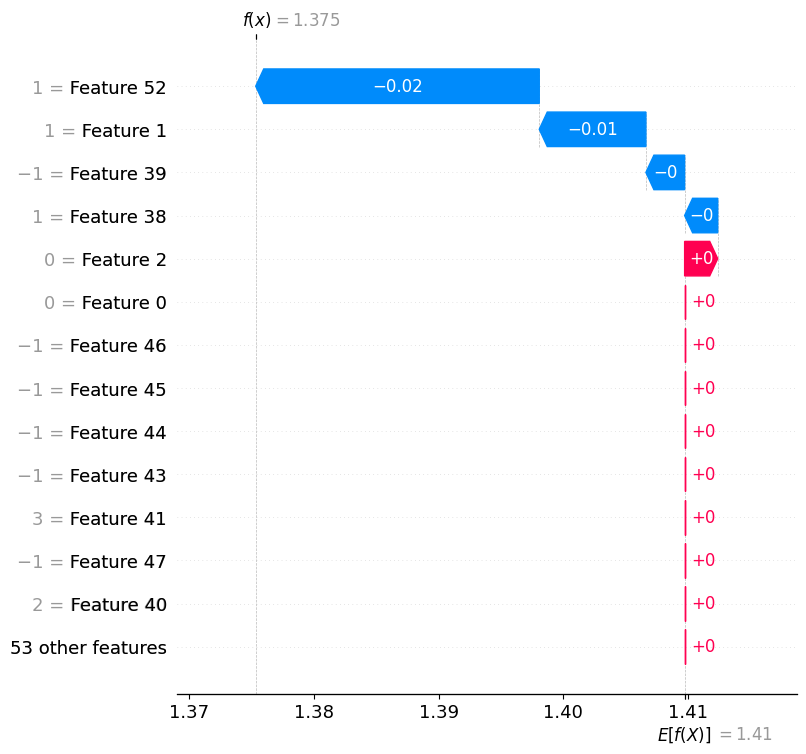 f(x) = 1.375
1 = Feature 52
−0.02
1 = Feature 1
−0.01
−1 = Feature 39
−0
1 = Feature 38
−0
0 = Feature 2
+0
0 = Feature 0
+0
−1 = Feature 46
+0
−1 = Feature 45
+0
−1 = Feature 44
+0
−1 = Feature 43
+0
3 = Feature 41
+0
−1 = Feature 47
+0
2 = Feature 40
+0
53 other features
+0
1.37 1.38 1.39 1.40 1.41
E[f(X)] = 1.41